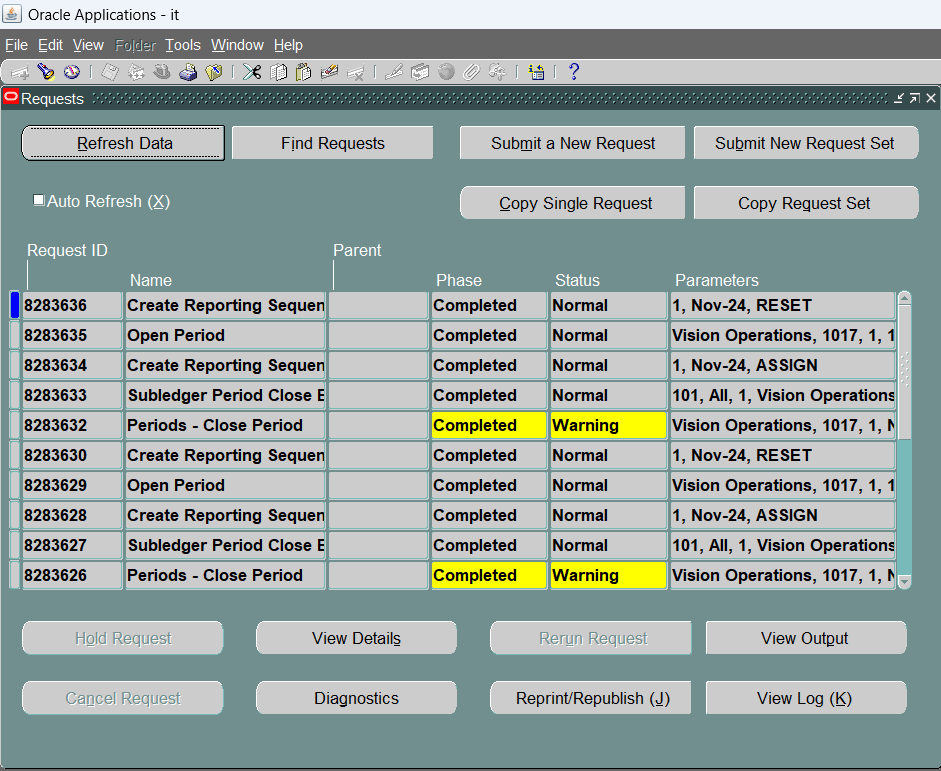 Oracle Applications - it
File Edit View Folder Tools Window Help
?
Requests
Refresh Data Find Requests Submit a New Request Submit New Request Set
Auto Refresh (X) Copy Single Request Copy Request Set
Request ID Parent
Name Phase Status Parameters
8283636 Create Reporting Sequen Completed Normal 1, Nov-24, RESET
8283635 Open Period Completed Normal Vision Operations, 1017, 1, 1
8283634 Create Reporting Sequen Completed Normal 1, Nov-24, ASSIGN
8283633 Subledger Period Close E Completed Normal 101, All, 1, Vision Operations
8283632 Periods - Close Period Completed Warning Vision Operations, 1017, 1, N
8283630 Create Reporting Sequen Completed Normal 1, Nov-24, RESET
8283629 Open Period Completed Normal Vision Operations, 1017, 1, 1
8283628 Create Reporting Sequen Completed Normal 1, Nov-24, ASSIGN
8283627 Subledger Period Close E Completed Normal 101, All, 1, Vision Operations
8283626 Periods - Close Period Completed Warning Vision Operations, 1017, 1, N
Hold Request View Details Rerun Request View Output
Cancel Request Diagnostics Reprint/Republish (J) View Log (K)